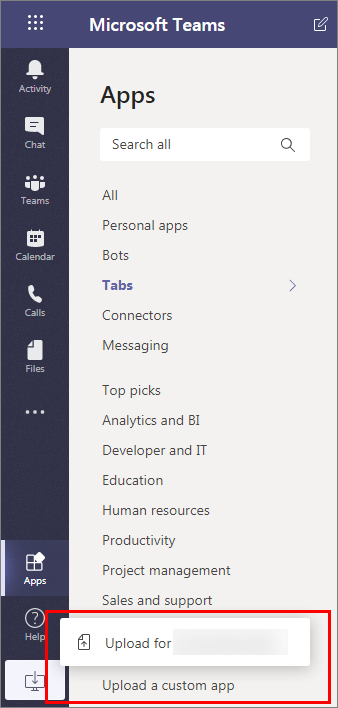 Microsoft Teams
Activity
Chat
Teams
Calendar
Calls
Files
Apps
Help
Apps
Search all
All
Personal apps
Bots
Tabs
Connectors
Messaging
Top picks
Analytics and BI
Developer and IT
Education
Human resources
Productivity
Project management
Sales and support
Upload for
Upload a custom app